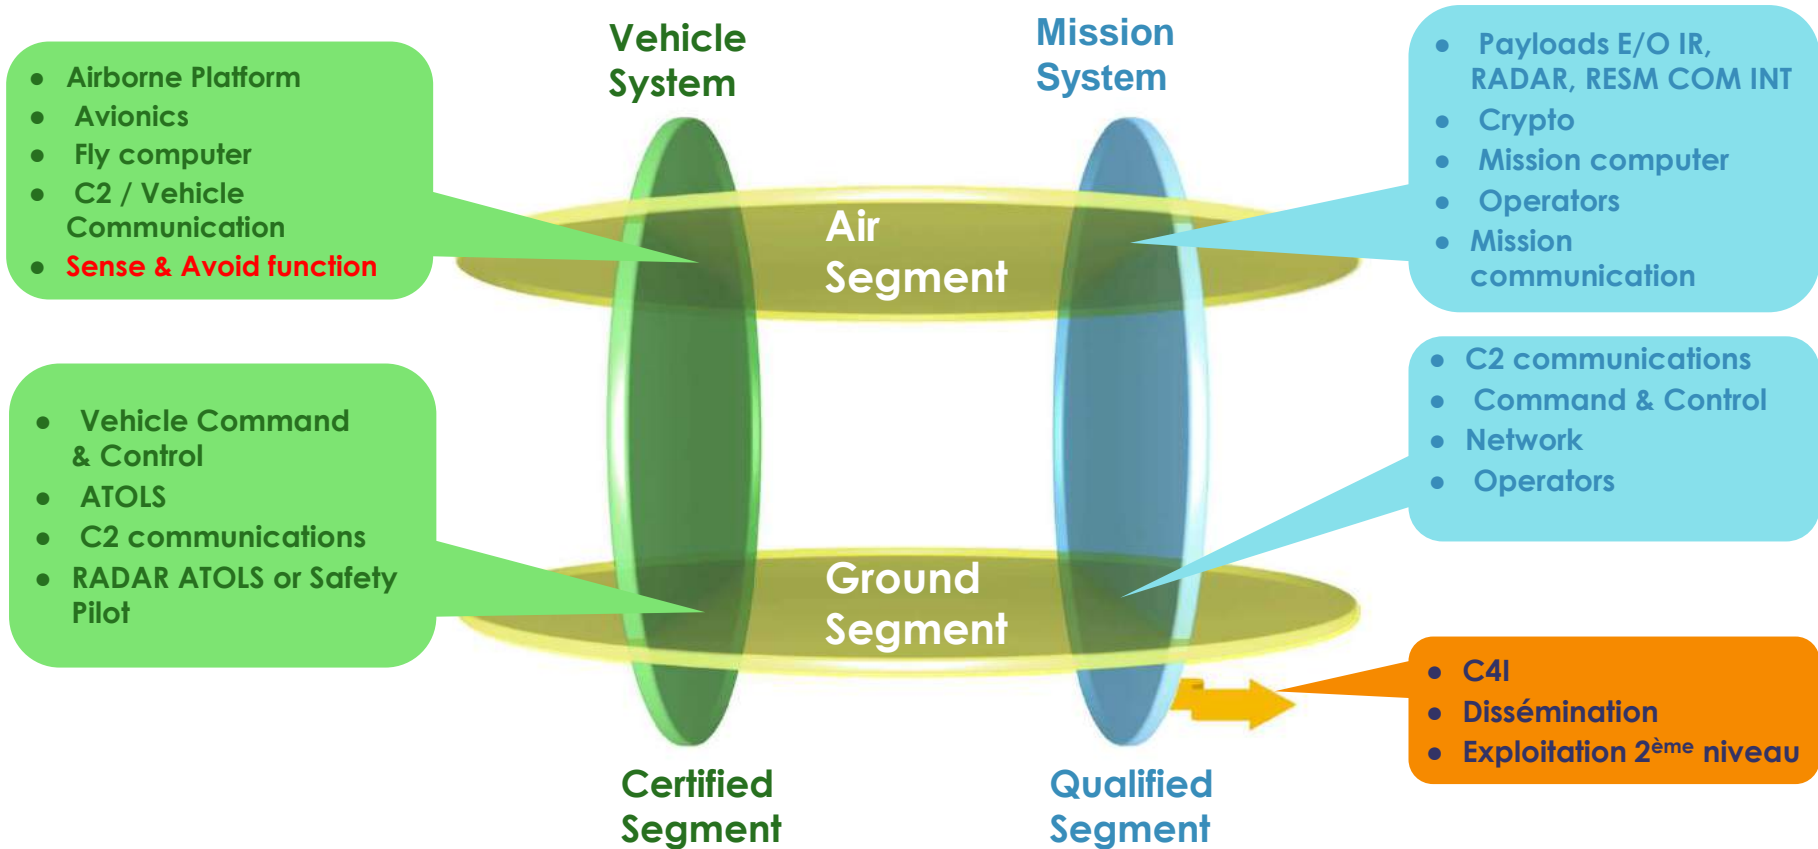 Vehicle
System
Mission
System
● Airborne Platform
● Avionics
● Fly computer
● C2 / Vehicle
Communication
● Sense & Avoid function
● Payloads E/O IR,
RADAR, RESM COM INT
● Crypto
● Mission computer
● Operators
● Mission
communication
Air
Segment
● Vehicle Command
& Control
● ATOLS
● C2 communications
● RADAR ATOLS or Safety
Pilot
● C2 communications
● Command & Control
● Network
● Operators
Ground
Segment
● C4I
● Dissémination
● Exploitation 2ème niveau
Certified
Segment
Qualified
Segment